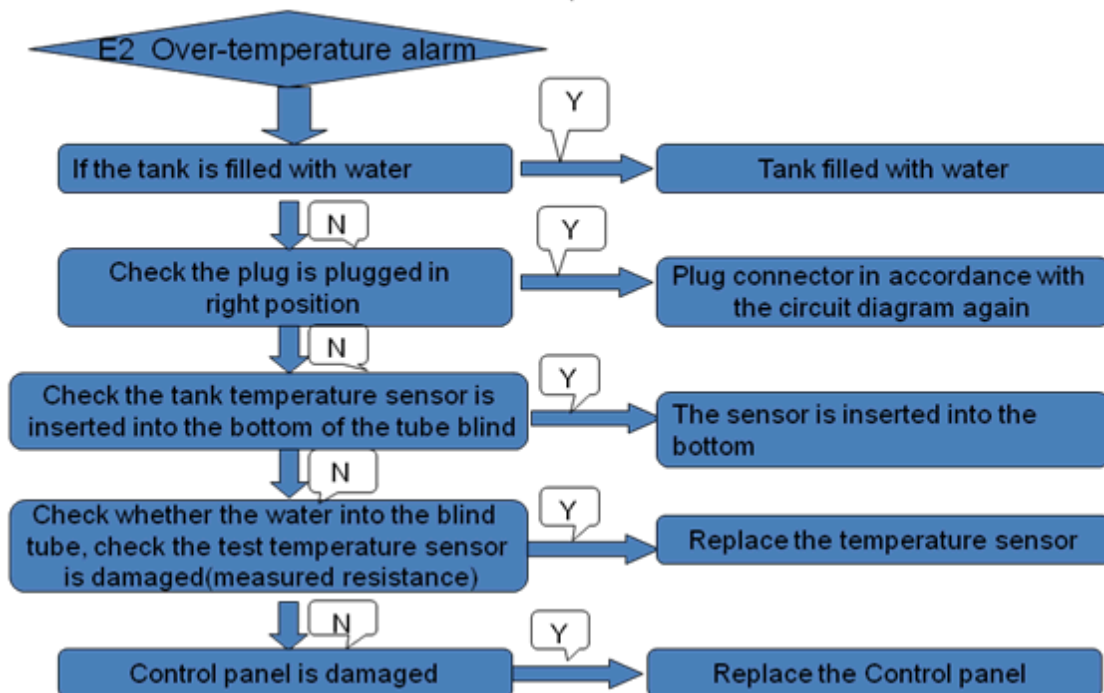 E2 Over-temperature alarm
Y
If the tank is filled with water
Tank filled with water
N
Y
Check the plug is plugged in
right position
Plug connector in accordance with
the circuit diagram again
N
Y
Check the tank temperature sensor is
inserted into the bottom of the tube blind
The sensor is inserted into the
bottom
N
Y
Check whether the water into the blind
tube, check the test temperature sensor
is damaged(measured resistance)
Replace the temperature sensor
N
Y
Control panel is damaged
Replace the Control panel